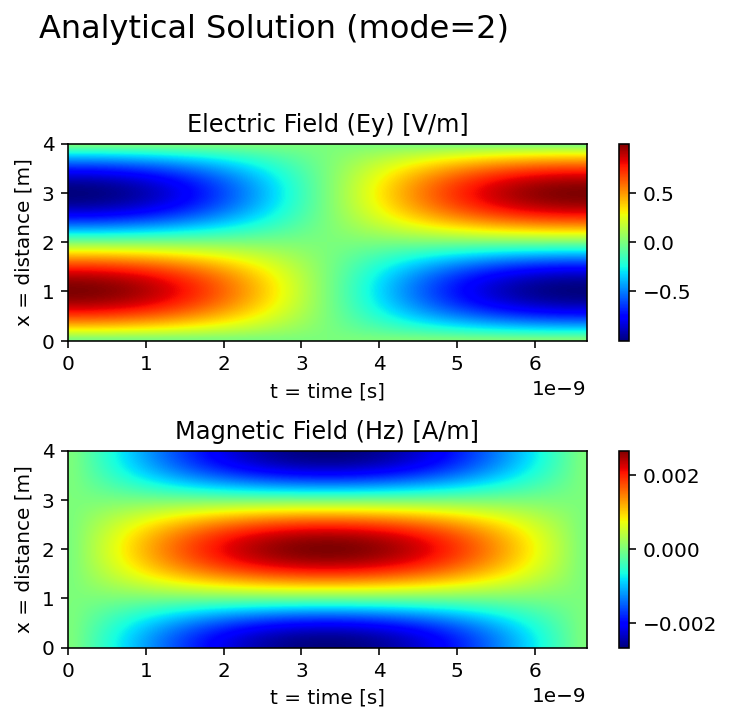 Analytical Solution (mode=2)
Electric Field (Ey) [V/m]
x = distance [m]
4
3
2
1
0
0 1 2 3 4 5 6
1e−9
t = time [s]
0.5
0.0
−0.5
Magnetic Field (Hz) [A/m]
x = distance [m]
4
3
2
1
0
0 1 2 3 4 5 6
1e−9
t = time [s]
0.002
0.000
−0.002